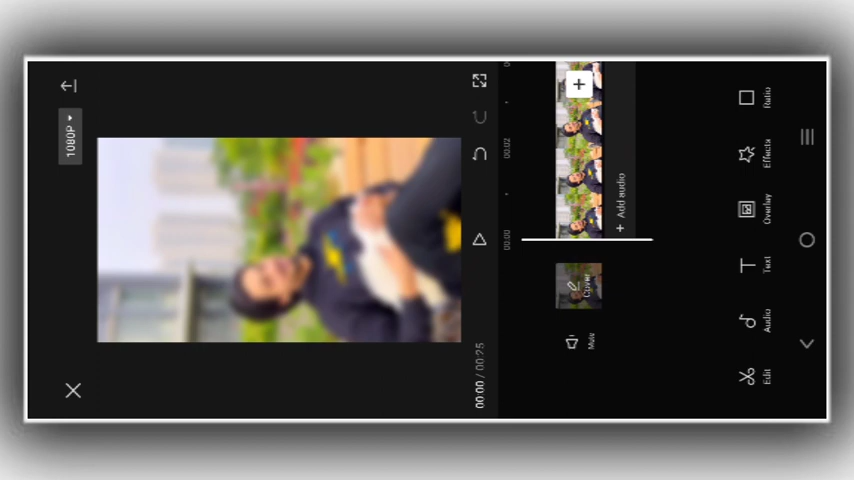 1080P
00:00 / 00:25
00:00
00:02
Cover
Mute
+ Add audio
Edit
Audio
Text
Overlay
Effects
Ratio